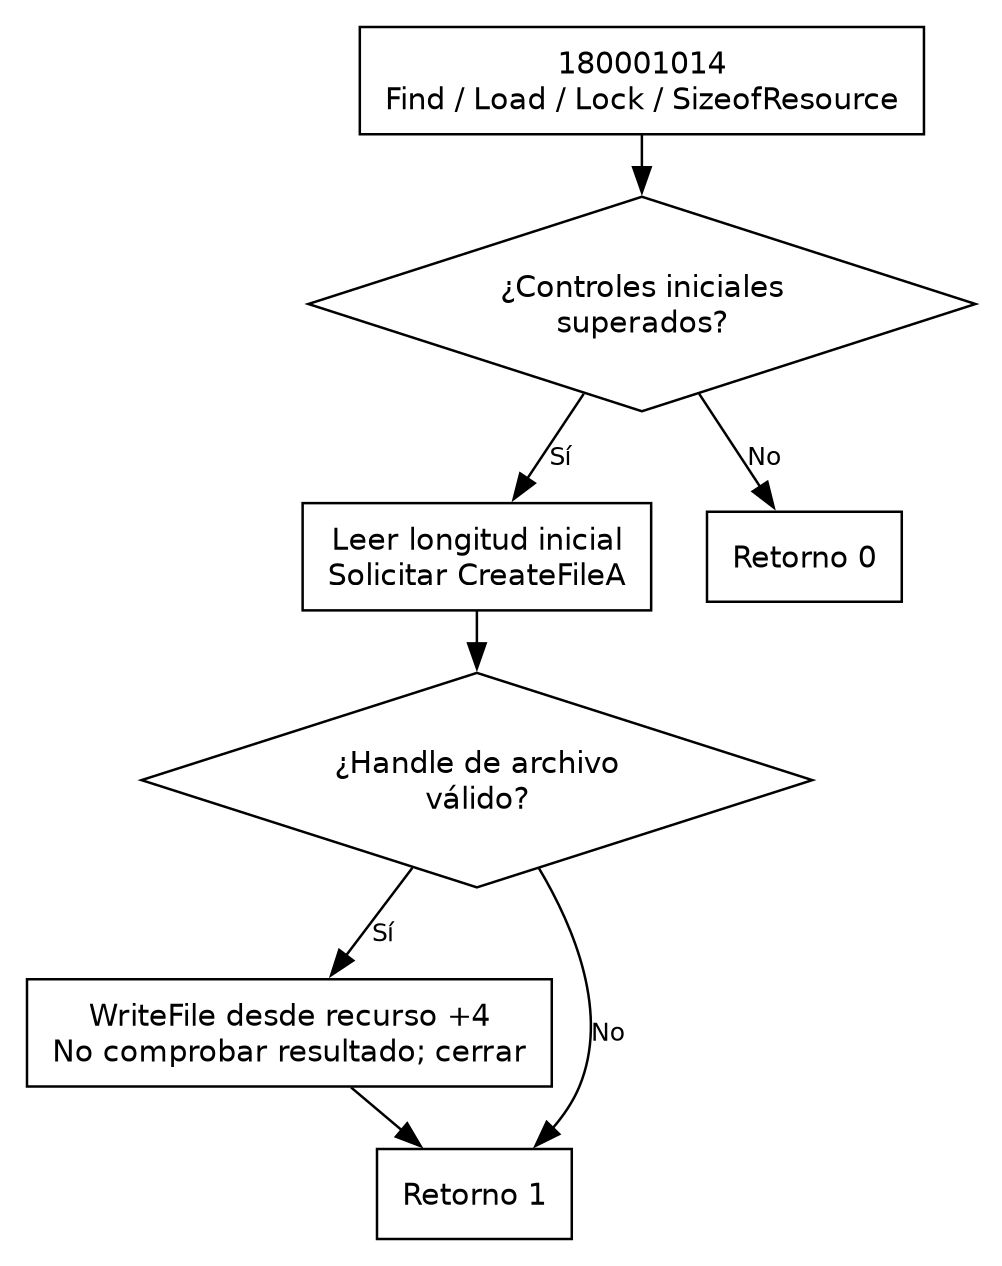 180001014
Find / Load / Lock / SizeofResource
¿Controles iniciales
superados?
Sí
No
Leer longitud inicial
Solicitar CreateFileA
Retorno 0
¿Handle de archivo
válido?
Sí
No
WriteFile desde recurso +4
No comprobar resultado; cerrar
Retorno 1